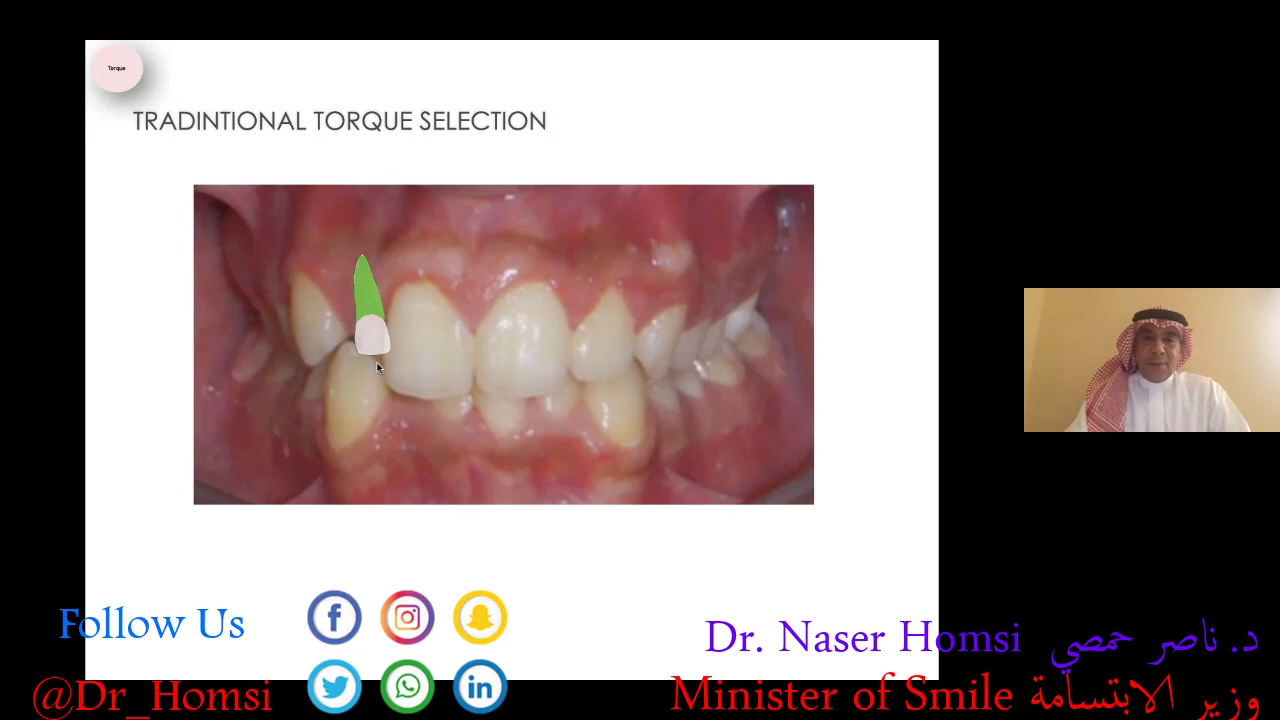 Torque
TRADINTIONAL TORQUE SELECTION
Follow Us
@Dr_Homsi
Dr. Naser Homsi د. ناصر حمصي
Minister of Smile وزير الابتسامة